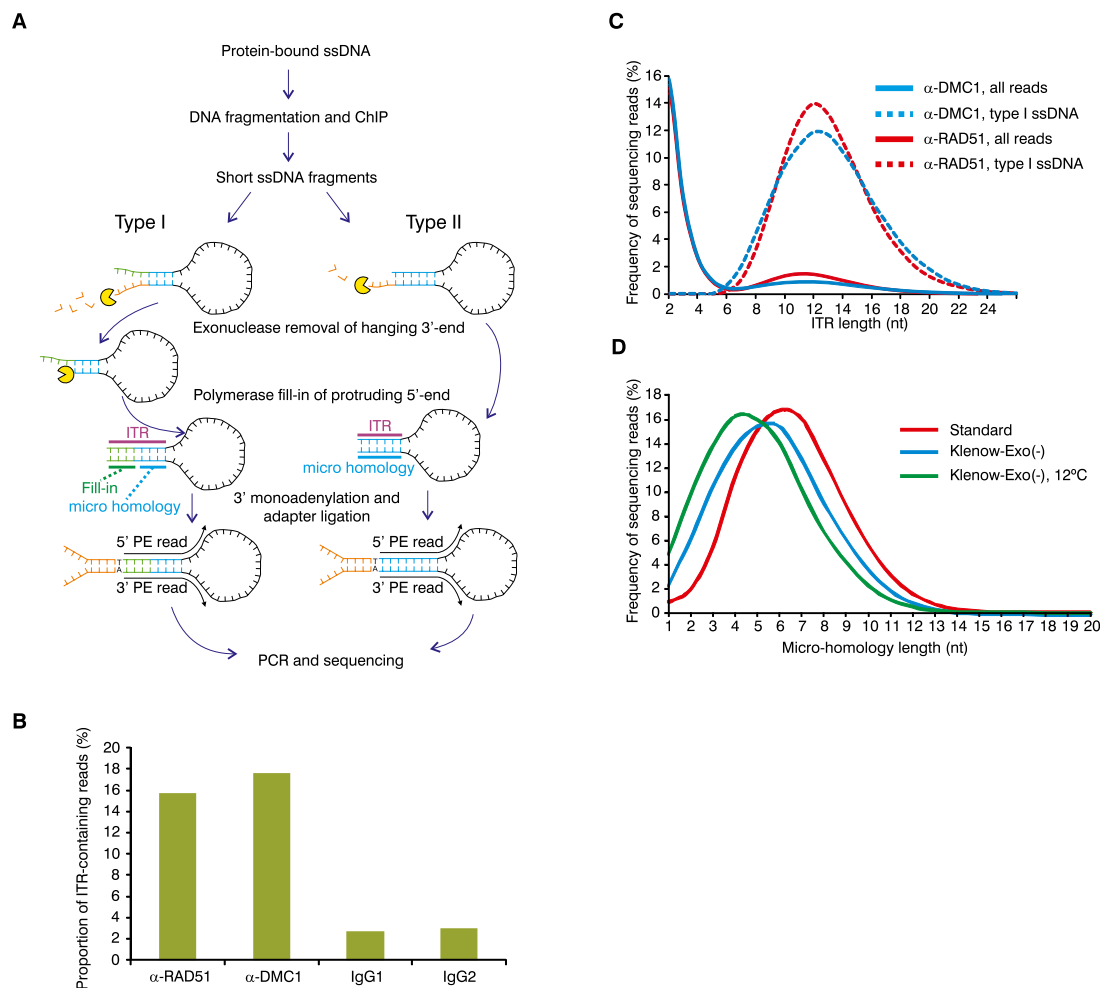 A
Protein-bound ssDNA
DNA fragmentation and ChIP
Short ssDNA fragments
Type I
Type II
Exonuclease removal of hanging 3'-end
Polymerase fill-in of protruding 5'-end
ITR
ITR
micro homology
Fill-in
micro homology
3' monoadenylation and
adapter ligation
5' PE read
5' PE read
T
A
T
A
3' PE read
3' PE read
PCR and sequencing
B
Proportion of ITR-containing reads (%)
20
18
16
14
12
10
8
6
4
2
0
α-RAD51
α-DMC1
IgG1
IgG2
C
Frequency of sequencing reads (%)
16
14
12
10
8
6
4
2
0
α-DMC1, all reads
α-DMC1, type I ssDNA
α-RAD51, all reads
α-RAD51, type I ssDNA
2 4 6 8 10 12 14 16 18 20 22 24
ITR length (nt)
D
Frequency of sequencing reads (%)
18
16
14
12
10
8
6
4
2
0
Standard
Klenow-Exo(-)
Klenow-Exo(-), 12ºC
1 2 3 4 5 6 7 8 9 10 11 12 13 14 15 16 17 18 19 20
Micro-homology length (nt)